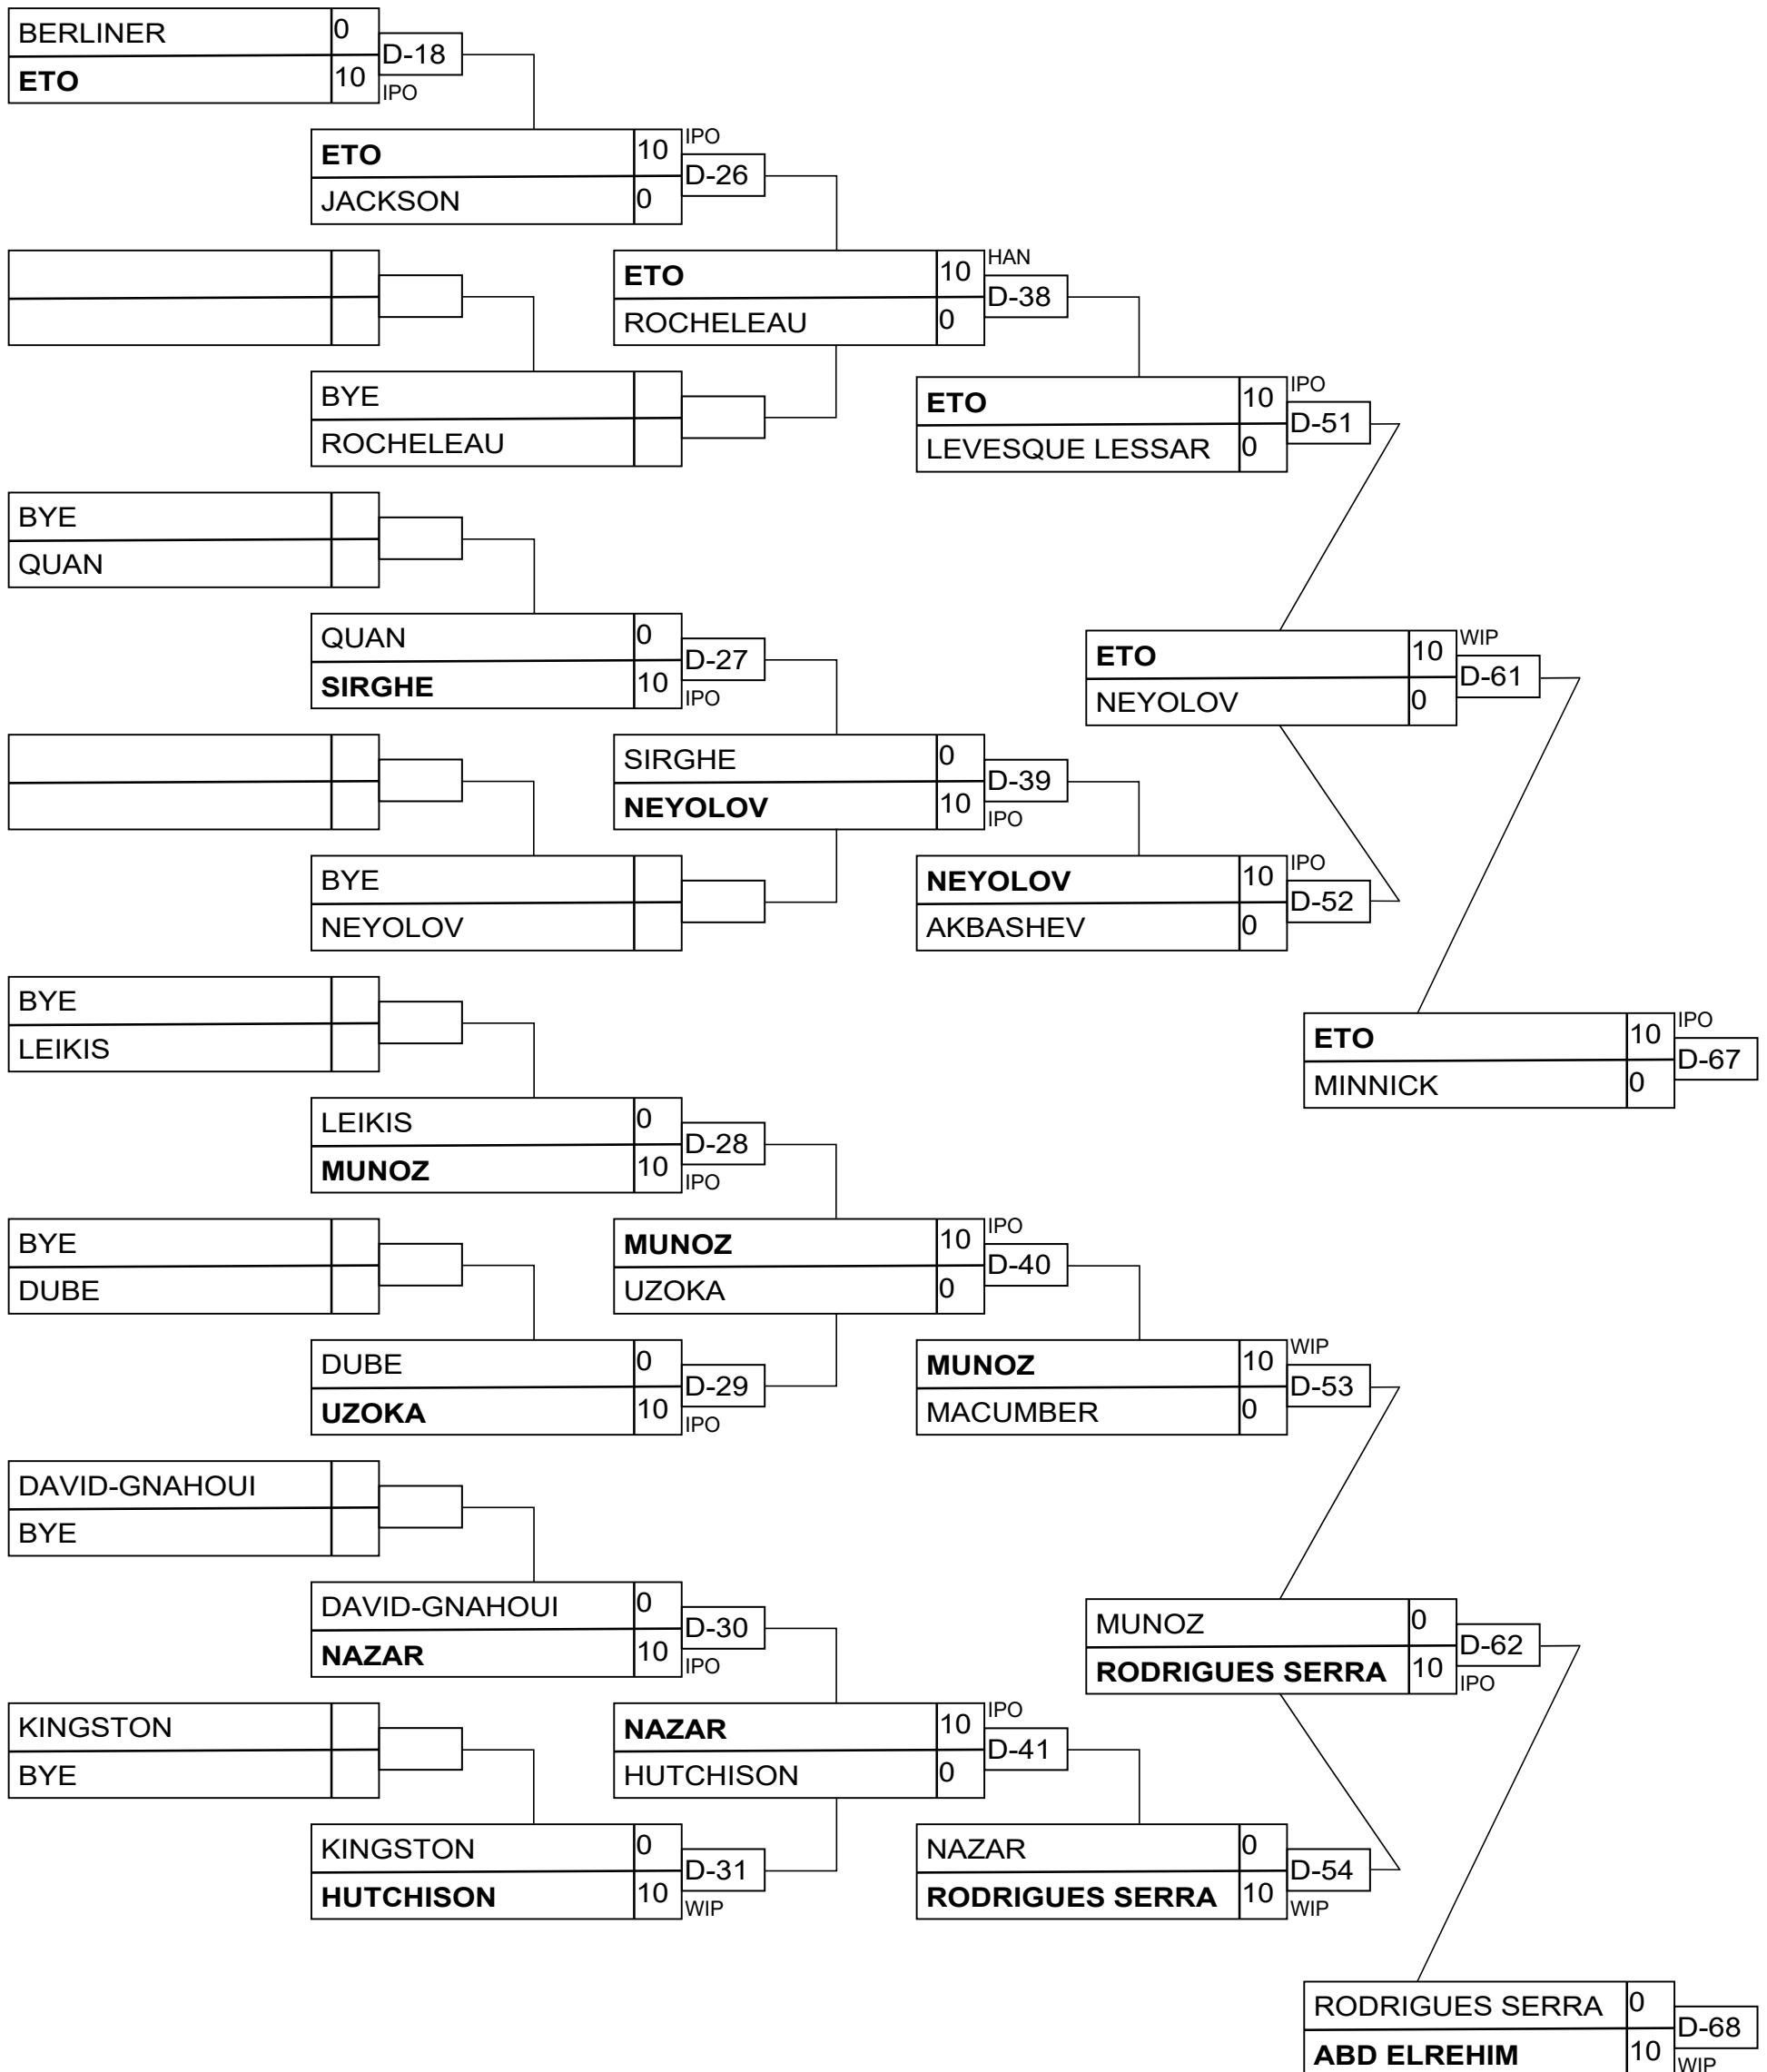 BERLINER 0
D-18
ETO 10
IPO
ETO 10 IPO
D-26
JACKSON 0
ETO 10 HAN
D-38
ROCHELEAU 0
BYE
ROCHELEAU
ETO 10 IPO
D-51
LEVESQUE LESSAR 0
BYE
QUAN
QUAN 0
D-27
SIRGHE 10
IPO
ETO 10 WIP
D-61
NEYOLOV 0
SIRGHE 0
D-39
NEYOLOV 10
IPO
BYE
NEYOLOV
NEYOLOV 10 IPO
D-52
AKBASHEV 0
BYE
LEIKIS
ETO 10 IPO
D-67
MINNICK 0
LEIKIS 0
D-28
MUNOZ 10
IPO
BYE
DUBE
MUNOZ 10 IPO
D-40
UZOKA 0
DUBE 0
D-29
UZOKA 10
IPO
MUNOZ 10 WIP
D-53
MACUMBER 0
DAVID-GNAHOUI
BYE
DAVID-GNAHOUI 0
D-30
NAZAR 10
IPO
MUNOZ 0
D-62
RODRIGUES SERRA 10
IPO
KINGSTON
BYE
NAZAR 10 IPO
D-41
HUTCHISON 0
KINGSTON 0
D-31
HUTCHISON 10
WIP
NAZAR 0
D-54
RODRIGUES SERRA 10
WIP
RODRIGUES SERRA 0
D-68
ABD ELREHIM 10
WIP